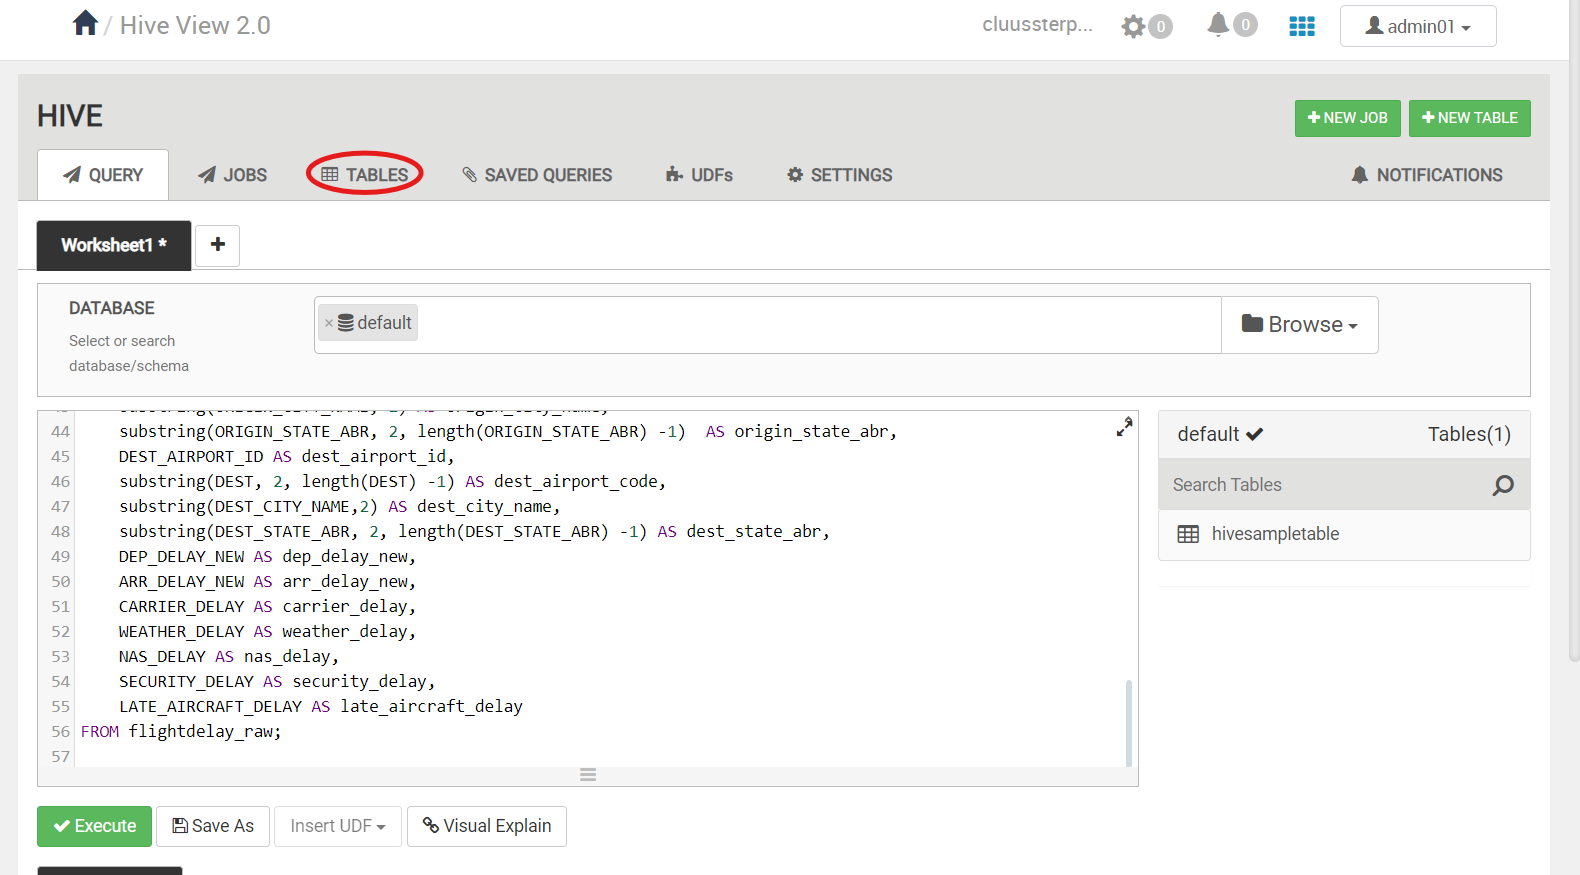 / Hive View 2.0
cluussterp...
0
0
admin01
HIVE
NEW JOB
NEW TABLE
QUERY
JOBS
TABLES
SAVED QUERIES
UDFs
SETTINGS
NOTIFICATIONS
Worksheet1 *
+
DATABASE
Select or search
database/schema
× default
Browse
44 substring(ORIGIN_STATE_ABR, 2, length(ORIGIN_STATE_ABR) -1)  AS origin_state_abr,
45 DEST_AIRPORT_ID AS dest_airport_id,
46 substring(DEST, 2, length(DEST) -1) AS dest_airport_code,
47 substring(DEST_CITY_NAME,2) AS dest_city_name,
48 substring(DEST_STATE_ABR, 2, length(DEST_STATE_ABR) -1) AS dest_state_abr,
49 DEP_DELAY_NEW AS dep_delay_new,
50 ARR_DELAY_NEW AS arr_delay_new,
51 CARRIER_DELAY AS carrier_delay,
52 WEATHER_DELAY AS weather_delay,
53 NAS_DELAY AS nas_delay,
54 SECURITY_DELAY AS security_delay,
55 LATE_AIRCRAFT_DELAY AS late_aircraft_delay
56 FROM flightdelay_raw;
57
default
Tables(1)
Search Tables
hivesampletable
Execute
Save As
Insert UDF
Visual Explain